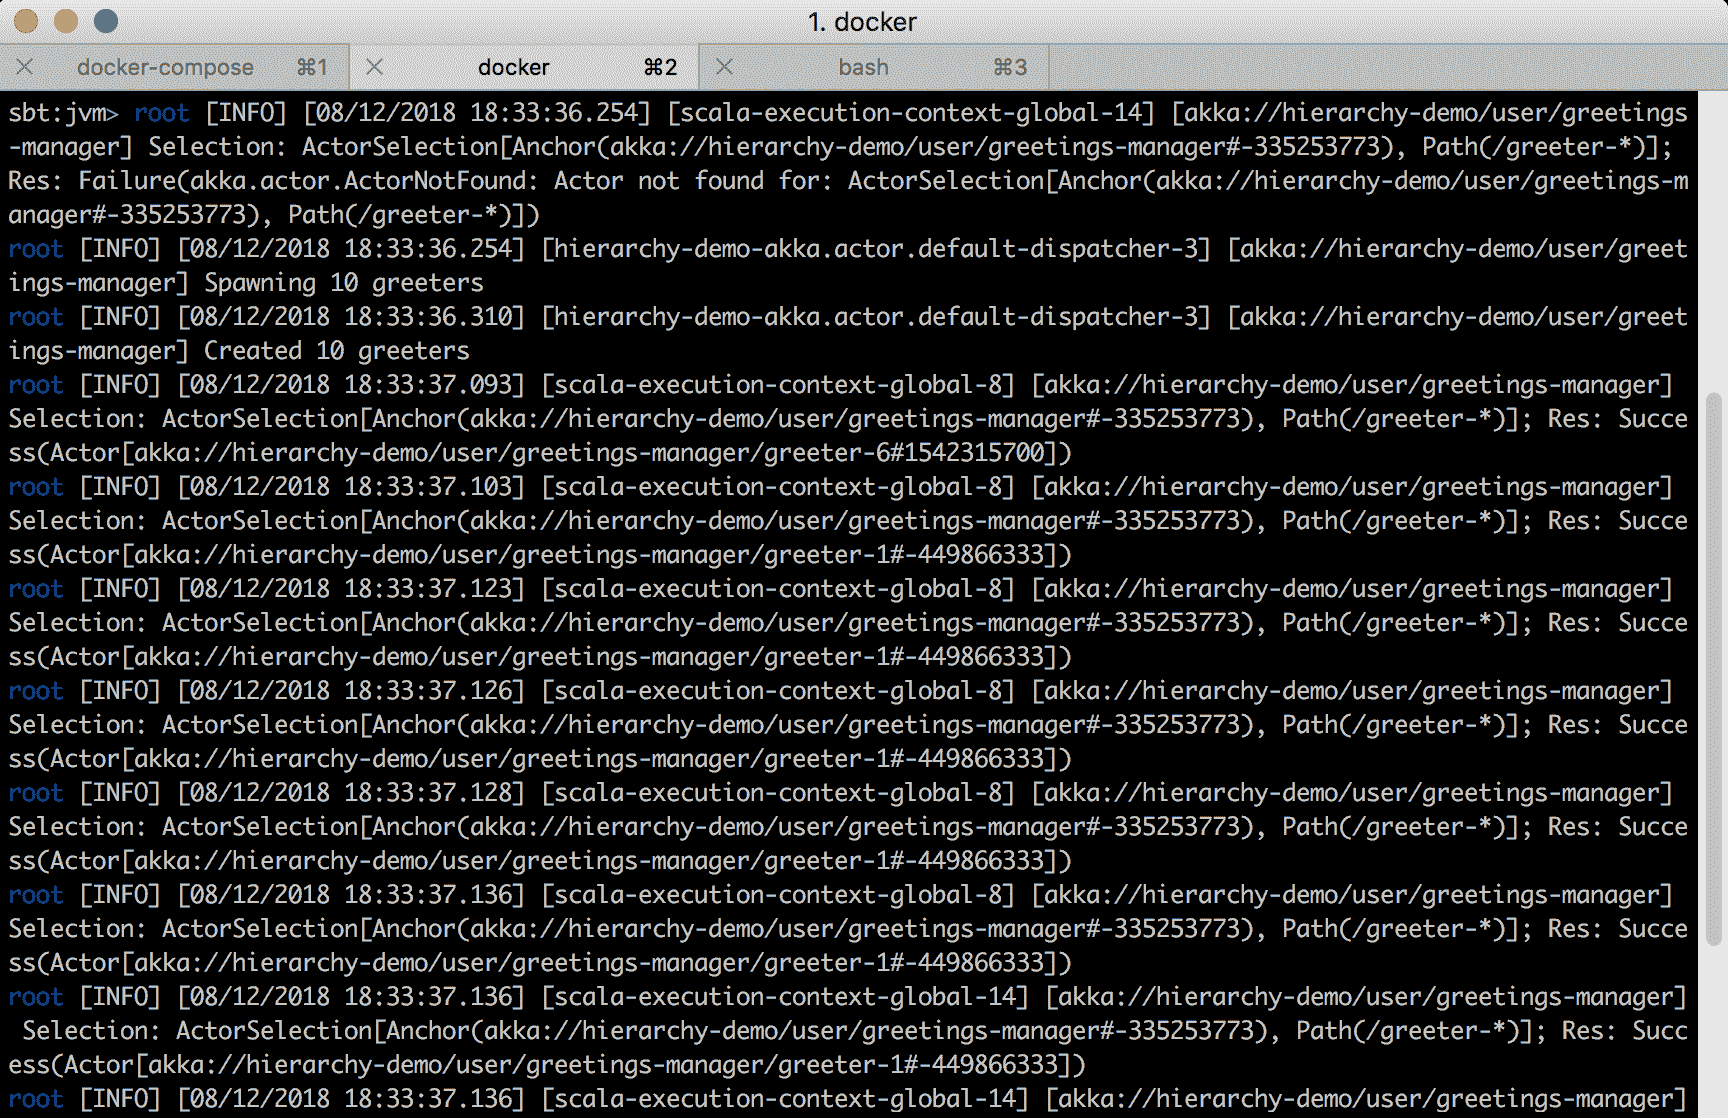 1. docker
docker-compose ⌘1 docker ⌘2 bash ⌘3
sbt:jvm> root [INFO] [08/12/2018 18:33:36.254] [scala-execution-context-global-14] [akka://hierarchy-demo/user/greetings
-manager] Selection: ActorSelection[Anchor(akka://hierarchy-demo/user/greetings-manager#-335253773), Path(/greeter-*)];
Res: Failure(akka.actor.ActorNotFound: Actor not found for: ActorSelection[Anchor(akka://hierarchy-demo/user/greetings-m
anager#-335253773), Path(/greeter-*)])
root [INFO] [08/12/2018 18:33:36.254] [hierarchy-demo-akka.actor.default-dispatcher-3] [akka://hierarchy-demo/user/greet
ings-manager] Spawning 10 greeters
root [INFO] [08/12/2018 18:33:36.310] [hierarchy-demo-akka.actor.default-dispatcher-3] [akka://hierarchy-demo/user/greet
ings-manager] Created 10 greeters
root [INFO] [08/12/2018 18:33:37.093] [scala-execution-context-global-8] [akka://hierarchy-demo/user/greetings-manager]
Selection: ActorSelection[Anchor(akka://hierarchy-demo/user/greetings-manager#-335253773), Path(/greeter-*)]; Res: Succe
ss(Actor[akka://hierarchy-demo/user/greetings-manager/greeter-6#1542315700])
root [INFO] [08/12/2018 18:33:37.103] [scala-execution-context-global-8] [akka://hierarchy-demo/user/greetings-manager]
Selection: ActorSelection[Anchor(akka://hierarchy-demo/user/greetings-manager#-335253773), Path(/greeter-*)]; Res: Succe
ss(Actor[akka://hierarchy-demo/user/greetings-manager/greeter-1#-449866333])
root [INFO] [08/12/2018 18:33:37.123] [scala-execution-context-global-8] [akka://hierarchy-demo/user/greetings-manager]
Selection: ActorSelection[Anchor(akka://hierarchy-demo/user/greetings-manager#-335253773), Path(/greeter-*)]; Res: Succe
ss(Actor[akka://hierarchy-demo/user/greetings-manager/greeter-1#-449866333])
root [INFO] [08/12/2018 18:33:37.126] [scala-execution-context-global-8] [akka://hierarchy-demo/user/greetings-manager]
Selection: ActorSelection[Anchor(akka://hierarchy-demo/user/greetings-manager#-335253773), Path(/greeter-*)]; Res: Succe
ss(Actor[akka://hierarchy-demo/user/greetings-manager/greeter-1#-449866333])
root [INFO] [08/12/2018 18:33:37.128] [scala-execution-context-global-8] [akka://hierarchy-demo/user/greetings-manager]
Selection: ActorSelection[Anchor(akka://hierarchy-demo/user/greetings-manager#-335253773), Path(/greeter-*)]; Res: Succe
ss(Actor[akka://hierarchy-demo/user/greetings-manager/greeter-1#-449866333])
root [INFO] [08/12/2018 18:33:37.136] [scala-execution-context-global-8] [akka://hierarchy-demo/user/greetings-manager]
Selection: ActorSelection[Anchor(akka://hierarchy-demo/user/greetings-manager#-335253773), Path(/greeter-*)]; Res: Succe
ss(Actor[akka://hierarchy-demo/user/greetings-manager/greeter-1#-449866333])
root [INFO] [08/12/2018 18:33:37.136] [scala-execution-context-global-14] [akka://hierarchy-demo/user/greetings-manager]
 Selection: ActorSelection[Anchor(akka://hierarchy-demo/user/greetings-manager#-335253773), Path(/greeter-*)]; Res: Succ
ess(Actor[akka://hierarchy-demo/user/greetings-manager/greeter-1#-449866333])
root [INFO] [08/12/2018 18:33:37.136] [scala-execution-context-global-14] [akka://hierarchy-demo/user/greetings-manager]